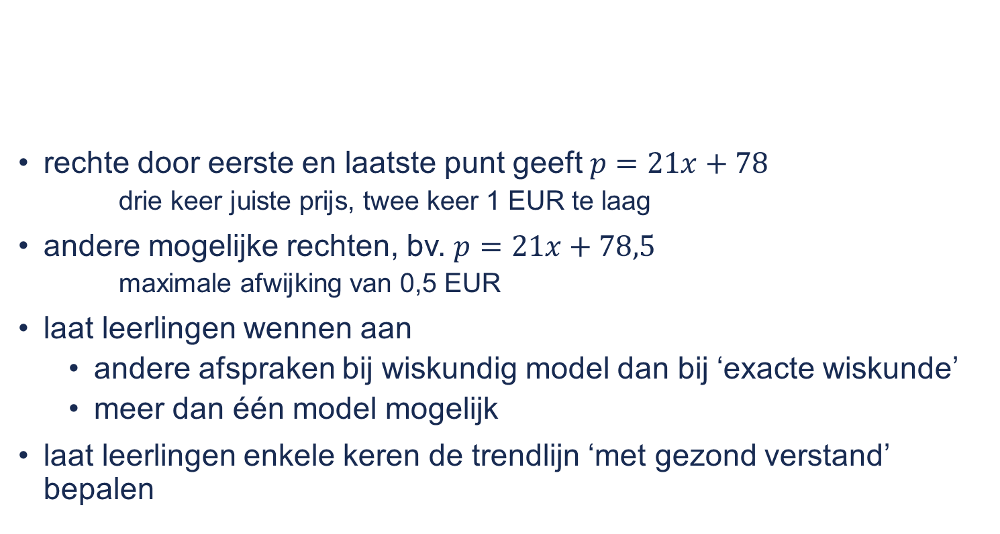 • rechte door eerste en laatste punt geeft p = 21x + 78
drie keer juiste prijs, twee keer 1 EUR te laag
• andere mogelijke rechten, bv. p = 21x + 78,5
maximale afwijking van 0,5 EUR
• laat leerlingen wennen aan
• andere afspraken bij wiskundig model dan bij ‘exacte wiskunde’
• meer dan één model mogelijk
• laat leerlingen enkele keren de trendlijn ‘met gezond verstand’
bepalen